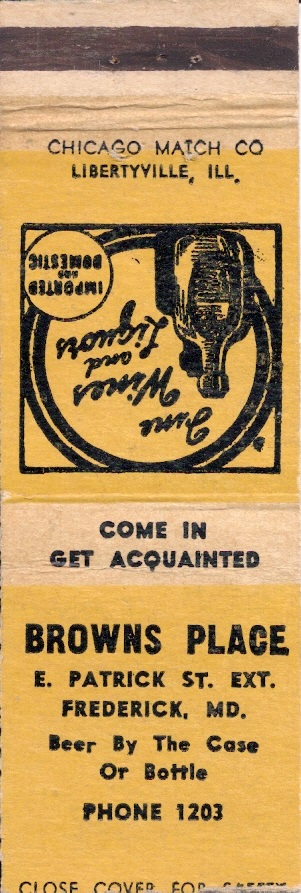 CHICAGO MATCH CO
LIBERTYVILLE, ILL.
IMPORTED
AND
DOMESTIC
Fine
Wines
and
Liquors
COME IN
GET ACQUAINTED
BROWNS PLACE
E. PATRICK ST. EXT.
FREDERICK, MD.
Beer By The Case
Or Bottle
PHONE 1203
CLOSE COVER FOR SAFETY